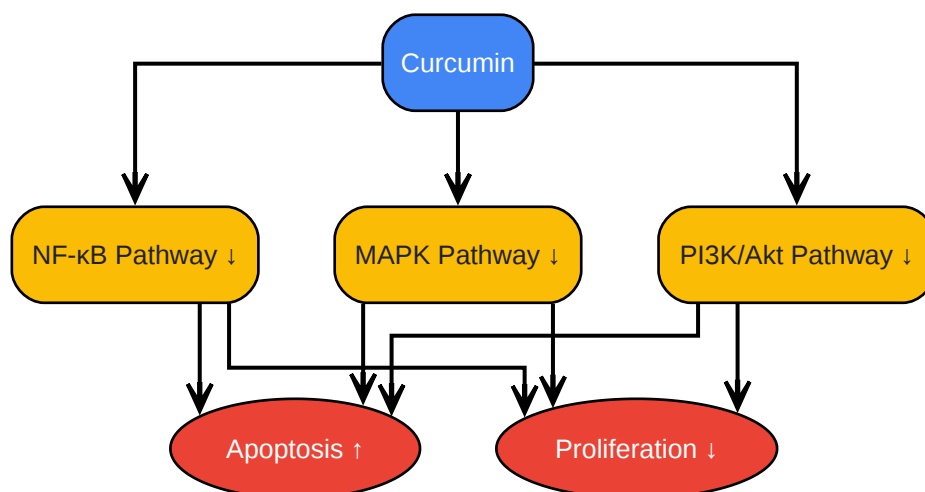 Curcumin
NF-κB Pathway ↓
MAPK Pathway ↓
PI3K/Akt Pathway ↓
Apoptosis ↑
Proliferation ↓